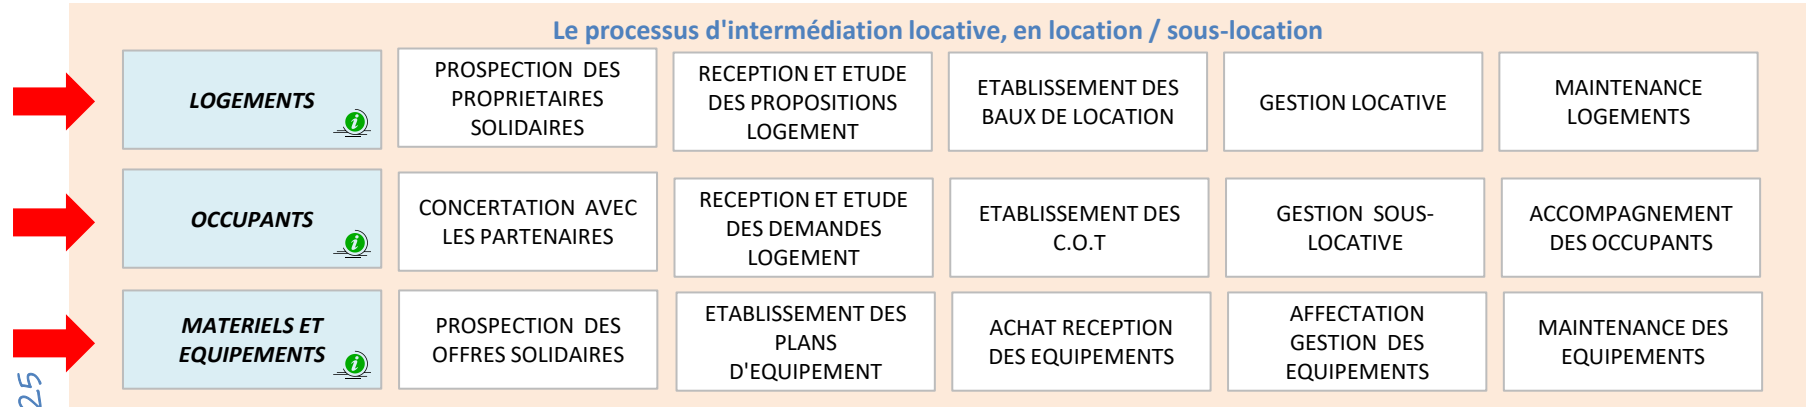 Le processus d'intermédiation locative, en location / sous-location
LOGEMENTS
PROSPECTION DES
PROPRIETAIRES
SOLIDAIRES
RECEPTION ET ETUDE
DES PROPOSITIONS
LOGEMENT
ETABLISSEMENT DES
BAUX DE LOCATION
GESTION LOCATIVE
MAINTENANCE
LOGEMENTS
OCCUPANTS
CONCERTATION AVEC
LES PARTENAIRES
RECEPTION ET ETUDE
DES DEMANDES
LOGEMENT
ETABLISSEMENT DES
C.O.T
GESTION SOUS-
LOCATIVE
ACCOMPAGNEMENT
DES OCCUPANTS
MATERIELS ET
EQUIPEMENTS
PROSPECTION DES
OFFRES SOLIDAIRES
ETABLISSEMENT DES
PLANS
D'EQUIPEMENT
ACHAT RECEPTION
DES EQUIPEMENTS
AFFECTATION
GESTION DES
EQUIPEMENTS
MAINTENANCE DES
EQUIPEMENTS
25